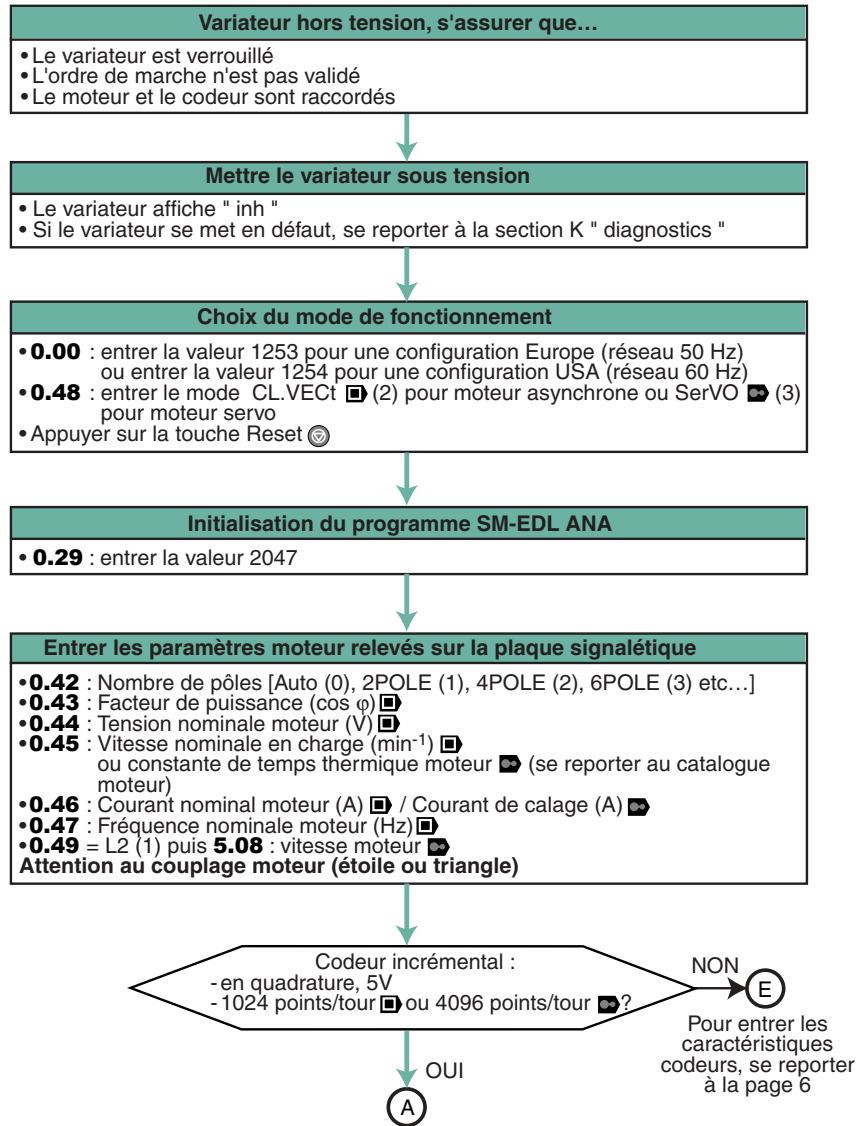 Variateur hors tension, s'assurer que…
• Le variateur est verrouillé
• L'ordre de marche n'est pas validé
• Le moteur et le codeur sont raccordés
Mettre le variateur sous tension
• Le variateur affiche " inh "
• Si le variateur se met en défaut, se reporter à la section K " diagnostics "
Choix du mode de fonctionnement
• 0.00 : entrer la valeur 1253 pour une configuration Europe (réseau 50 Hz)
ou entrer la valeur 1254 pour une configuration USA (réseau 60 Hz)
• 0.48 : entrer le mode CL.VECt (2) pour moteur asynchrone ou SerVO (3)
pour moteur servo
• Appuyer sur la touche Reset
Initialisation du programme SM-EDL ANA
• 0.29 : entrer la valeur 2047
Entrer les paramètres moteur relevés sur la plaque signalétique
• 0.42 : Nombre de pôles [Auto (0), 2POLE (1), 4POLE (2), 6POLE (3) etc…]
• 0.43 : Facteur de puissance (cos φ)
• 0.44 : Tension nominale moteur (V)
• 0.45 : Vitesse nominale en charge (min-1)
ou constante de temps thermique moteur (se reporter au catalogue
moteur)
• 0.46 : Courant nominal moteur (A) / Courant de calage (A)
• 0.47 : Fréquence nominale moteur (Hz)
• 0.49 = L2 (1) puis 5.08 : vitesse moteur
Attention au couplage moteur (étoile ou triangle)
Codeur incrémental :
- en quadrature, 5V
- 1024 points/tour ou 4096 points/tour ?
NON
E
Pour entrer les
caractéristiques
codeurs, se reporter
à la page 6
OUI
A